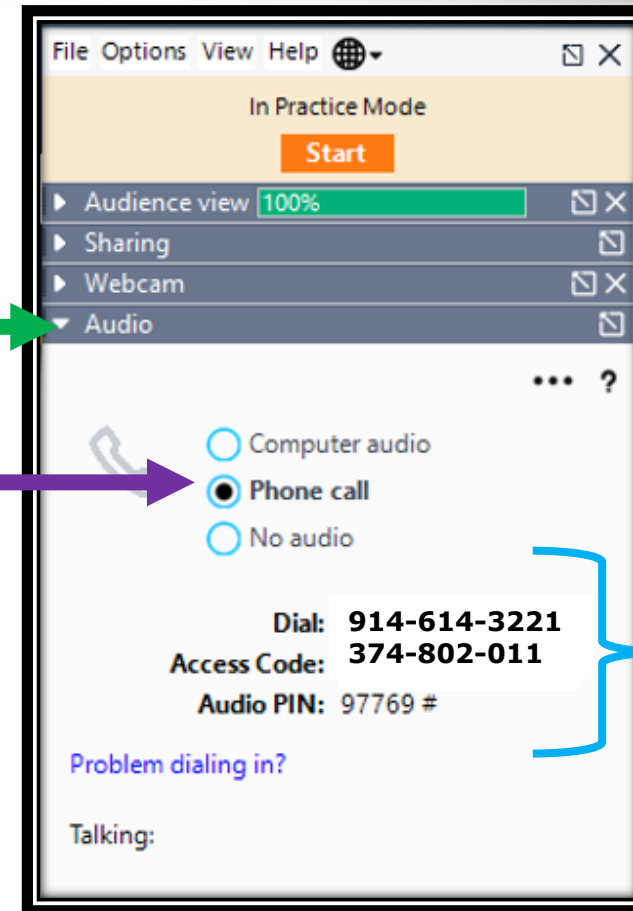 File Options View Help
In Practice Mode
Start
Audience view 100%
Sharing
Webcam
Audio
... ?
Computer audio
Phone call
No audio
Dial: 914-614-3221
Access Code: 374-802-011
Audio PIN: 97769 #
Problem dialing in?
Talking: